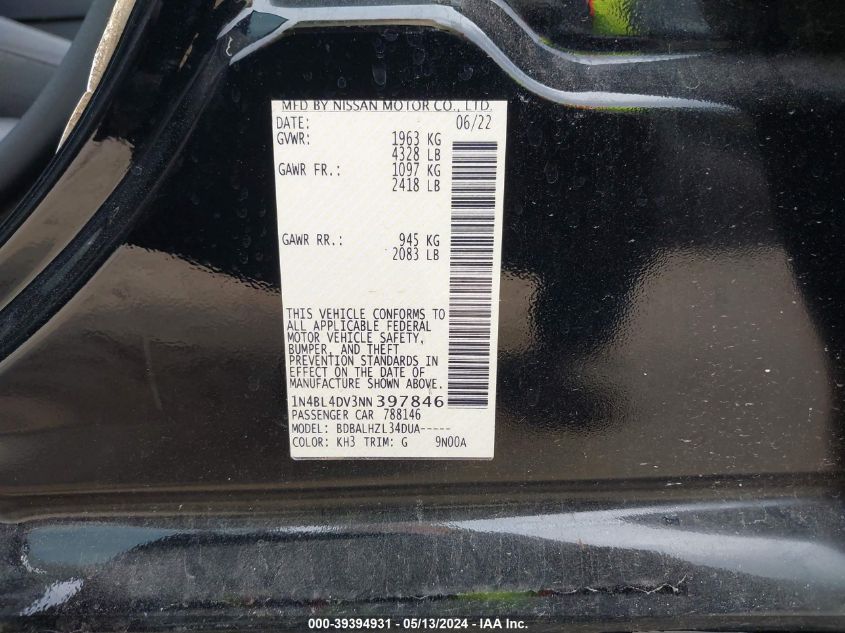 MFD BY NISSAN MOTOR CO., LTD.
DATE: 06/22
GVWR: 1963 KG
4328 LB
GAWR FR.: 1097 KG
2418 LB
GAWR RR.: 945 KG
2083 LB
THIS VEHICLE CONFORMS TO
ALL APPLICABLE FEDERAL
MOTOR VEHICLE SAFETY,
BUMPER, AND THEFT
PREVENTION STANDARDS IN
EFFECT ON THE DATE OF
MANUFACTURE SHOWN ABOVE.
1N4BL4DV3NN397846
PASSENGER CAR 788146
MODEL: BDBALHZL34DUA-----
COLOR: KH3 TRIM: G 9N00A
000-39394931 - 05/13/2024 - IAA Inc.